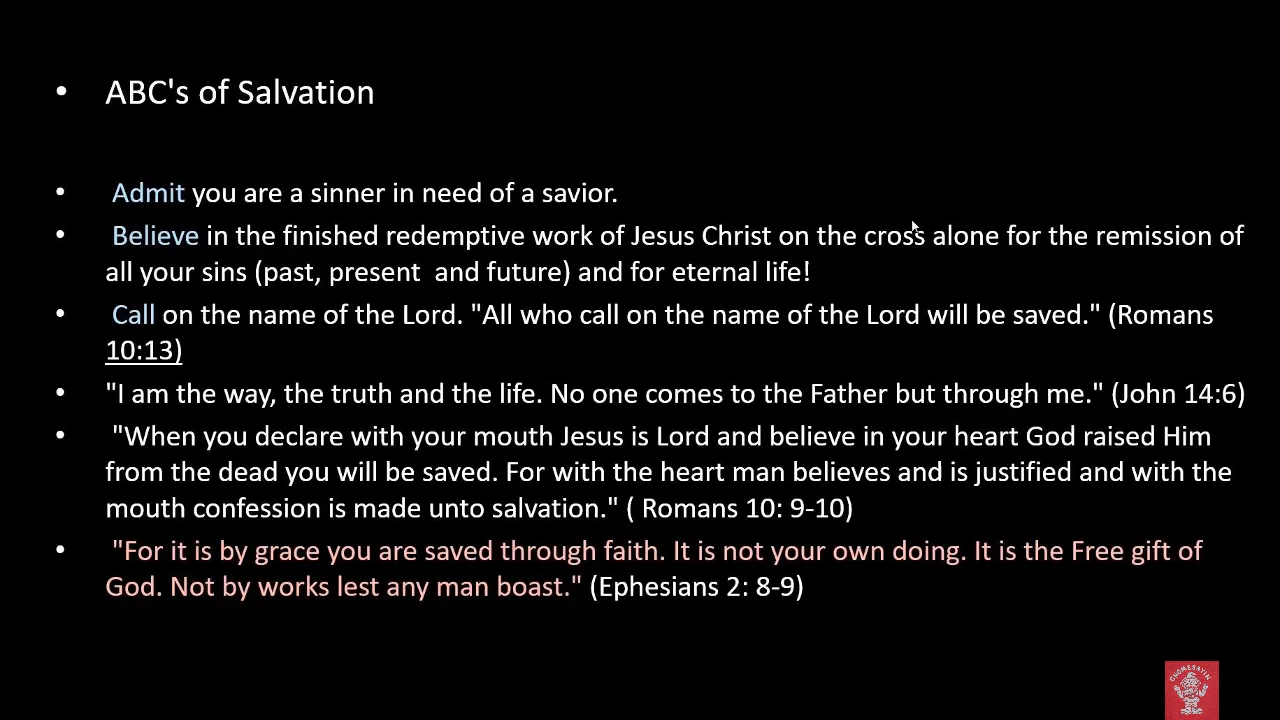 • ABC's of Salvation
• Admit you are a sinner in need of a savior.
• Believe in the finished redemptive work of Jesus Christ on the cross alone for the remission of
all your sins (past, present and future) and for eternal life!
• Call on the name of the Lord. "All who call on the name of the Lord will be saved." (Romans
10:13)
• "I am the way, the truth and the life. No one comes to the Father but through me." (John 14:6)
• "When you declare with your mouth Jesus is Lord and believe in your heart God raised Him
from the dead you will be saved. For with the heart man believes and is justified and with the
mouth confession is made unto salvation." ( Romans 10: 9-10)
• "For it is by grace you are saved through faith. It is not your own doing. It is the Free gift of
God. Not by works lest any man boast." (Ephesians 2: 8-9)
GNOMESAYIN